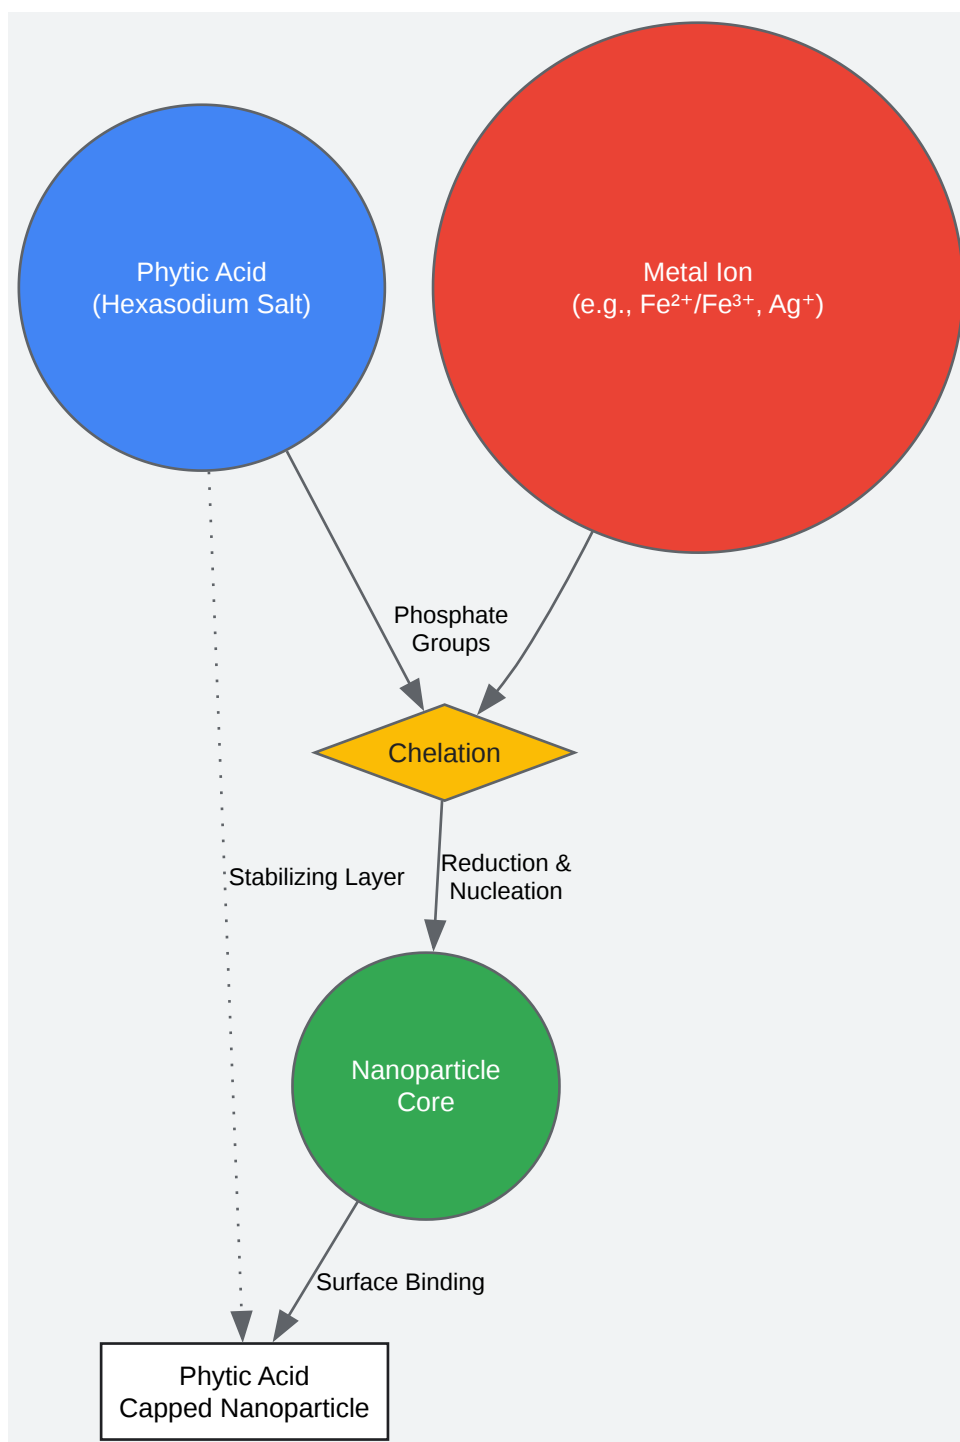 Phytic Acid
(Hexasodium Salt)
Metal Ion
(e.g., Fe²⁺/Fe³⁺, Ag⁺)
Phosphate
Groups
Chelation
Stabilizing Layer
Reduction &
Nucleation
Nanoparticle
Core
Surface Binding
Phytic Acid
Capped Nanoparticle